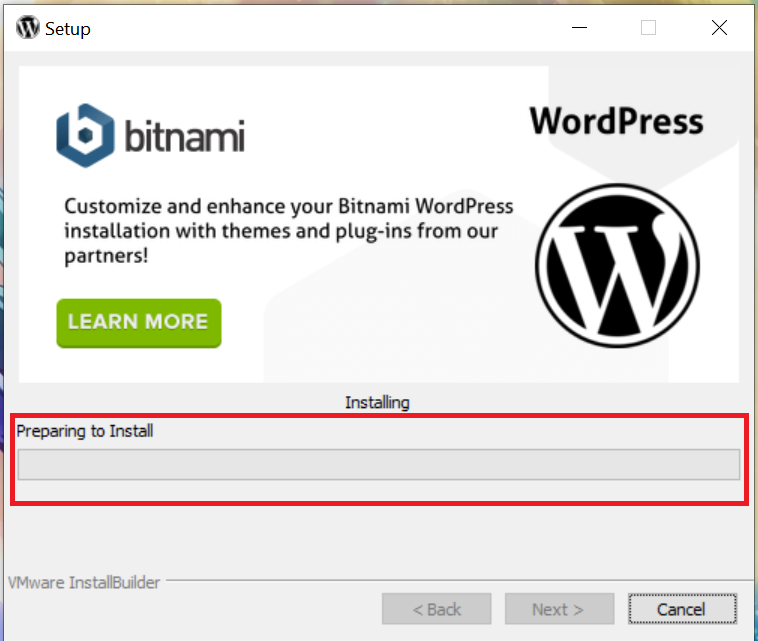 Setup
bitnami
WordPress
Customize and enhance your Bitnami WordPress
installation with themes and plug-ins from our
partners!
LEARN MORE
Installing
Preparing to Install
VMware InstallBuilder
< Back
Next >
Cancel